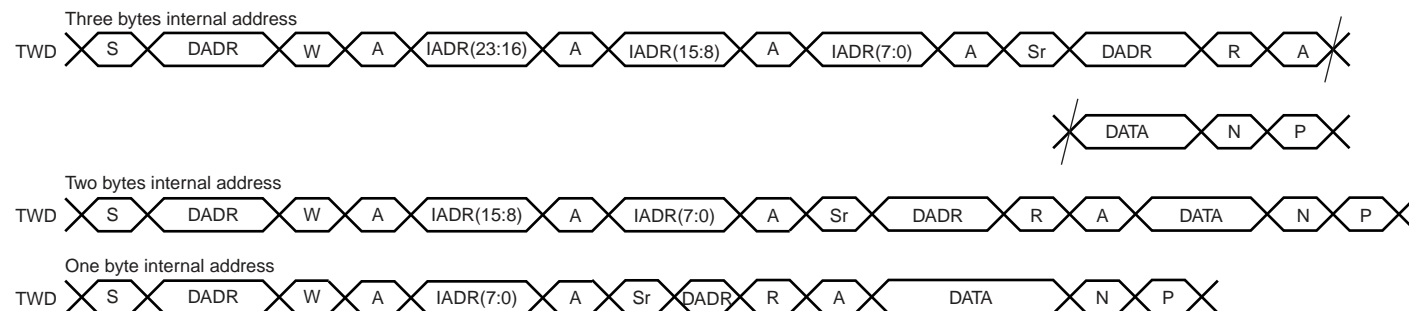 Three bytes internal address
TWD S DADR W A IADR(23:16) A IADR(15:8) A IADR(7:0) A Sr DADR R A
DATA N P
Two bytes internal address
TWD S DADR W A IADR(15:8) A IADR(7:0) A Sr DADR R A DATA N P
One byte internal address
TWD S DADR W A IADR(7:0) A Sr DADR R A DATA N P